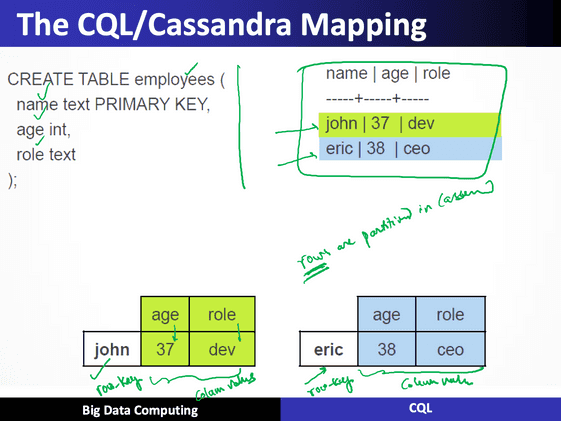 The CQL/Cassandra Mapping
CREATE TABLE employees (
name text PRIMARY KEY,
age int,
role text
);
name | age | role
-----+-----+-----
john | 37 | dev
eric | 38 | ceo
rows are partitioned in
age role
john 37 dev
row-key column values
age role
eric 38 ceo
row-key column value
Big Data Computing
CQL